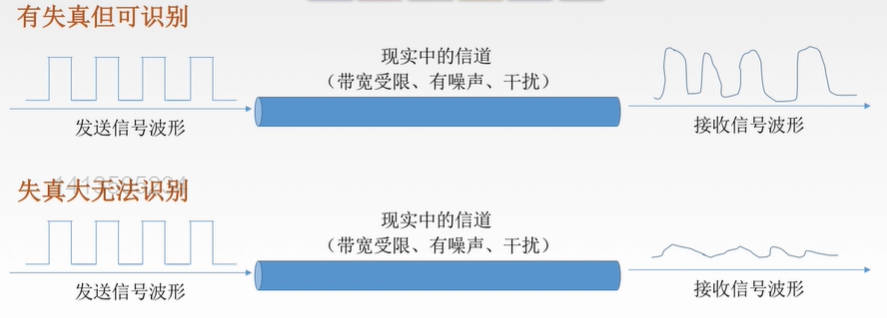 有失真但可识别
现实中的信道
（带宽受限、有噪声、干扰）
发送信号波形
接收信号波形
失真大无法识别
现实中的信道
（带宽受限、有噪声、干扰）
发送信号波形
接收信号波形